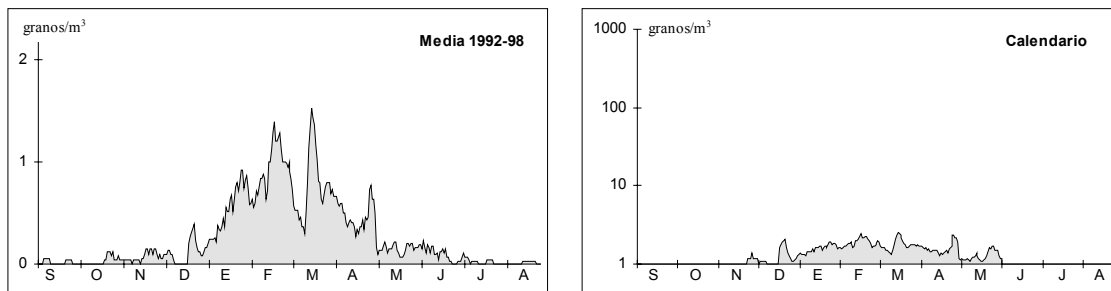 granos/m³
Media 1992-98
2
1
0
S O N D E F M A M J J A
granos/m³
Calendario
1000
100
10
1
S O N D E F M A M J J A